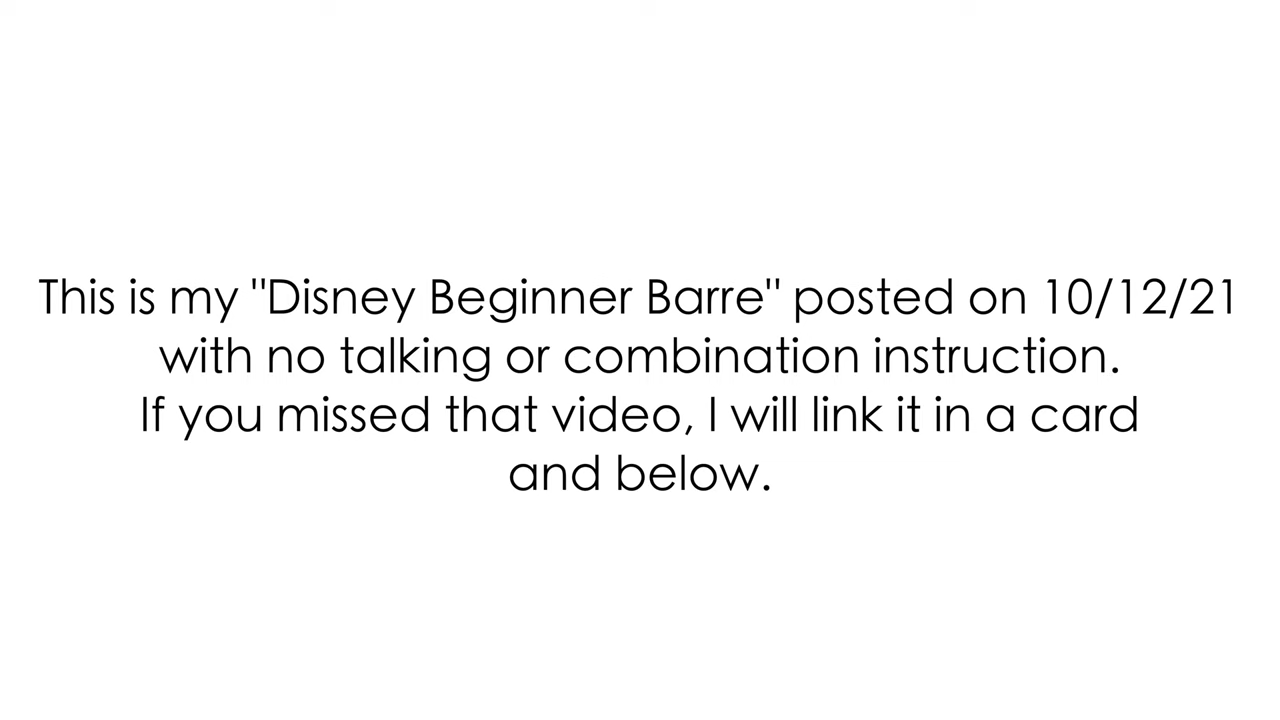 This is my "Disney Beginner Barre" posted on 10/12/21
with no talking or combination instruction.
If you missed that video, I will link it in a card
and below.